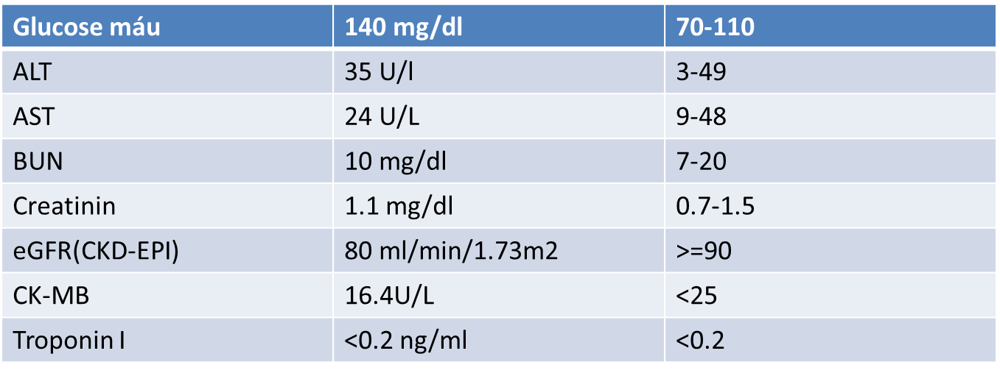 Glucose máu 140 mg/dl 70-110
ALT 35 U/l 3-49
AST 24 U/L 9-48
BUN 10 mg/dl 7-20
Creatinin 1.1 mg/dl 0.7-1.5
eGFR(CKD-EPI) 80 ml/min/1.73m2 >=90
CK-MB 16.4U/L <25
Troponin I <0.2 ng/ml <0.2